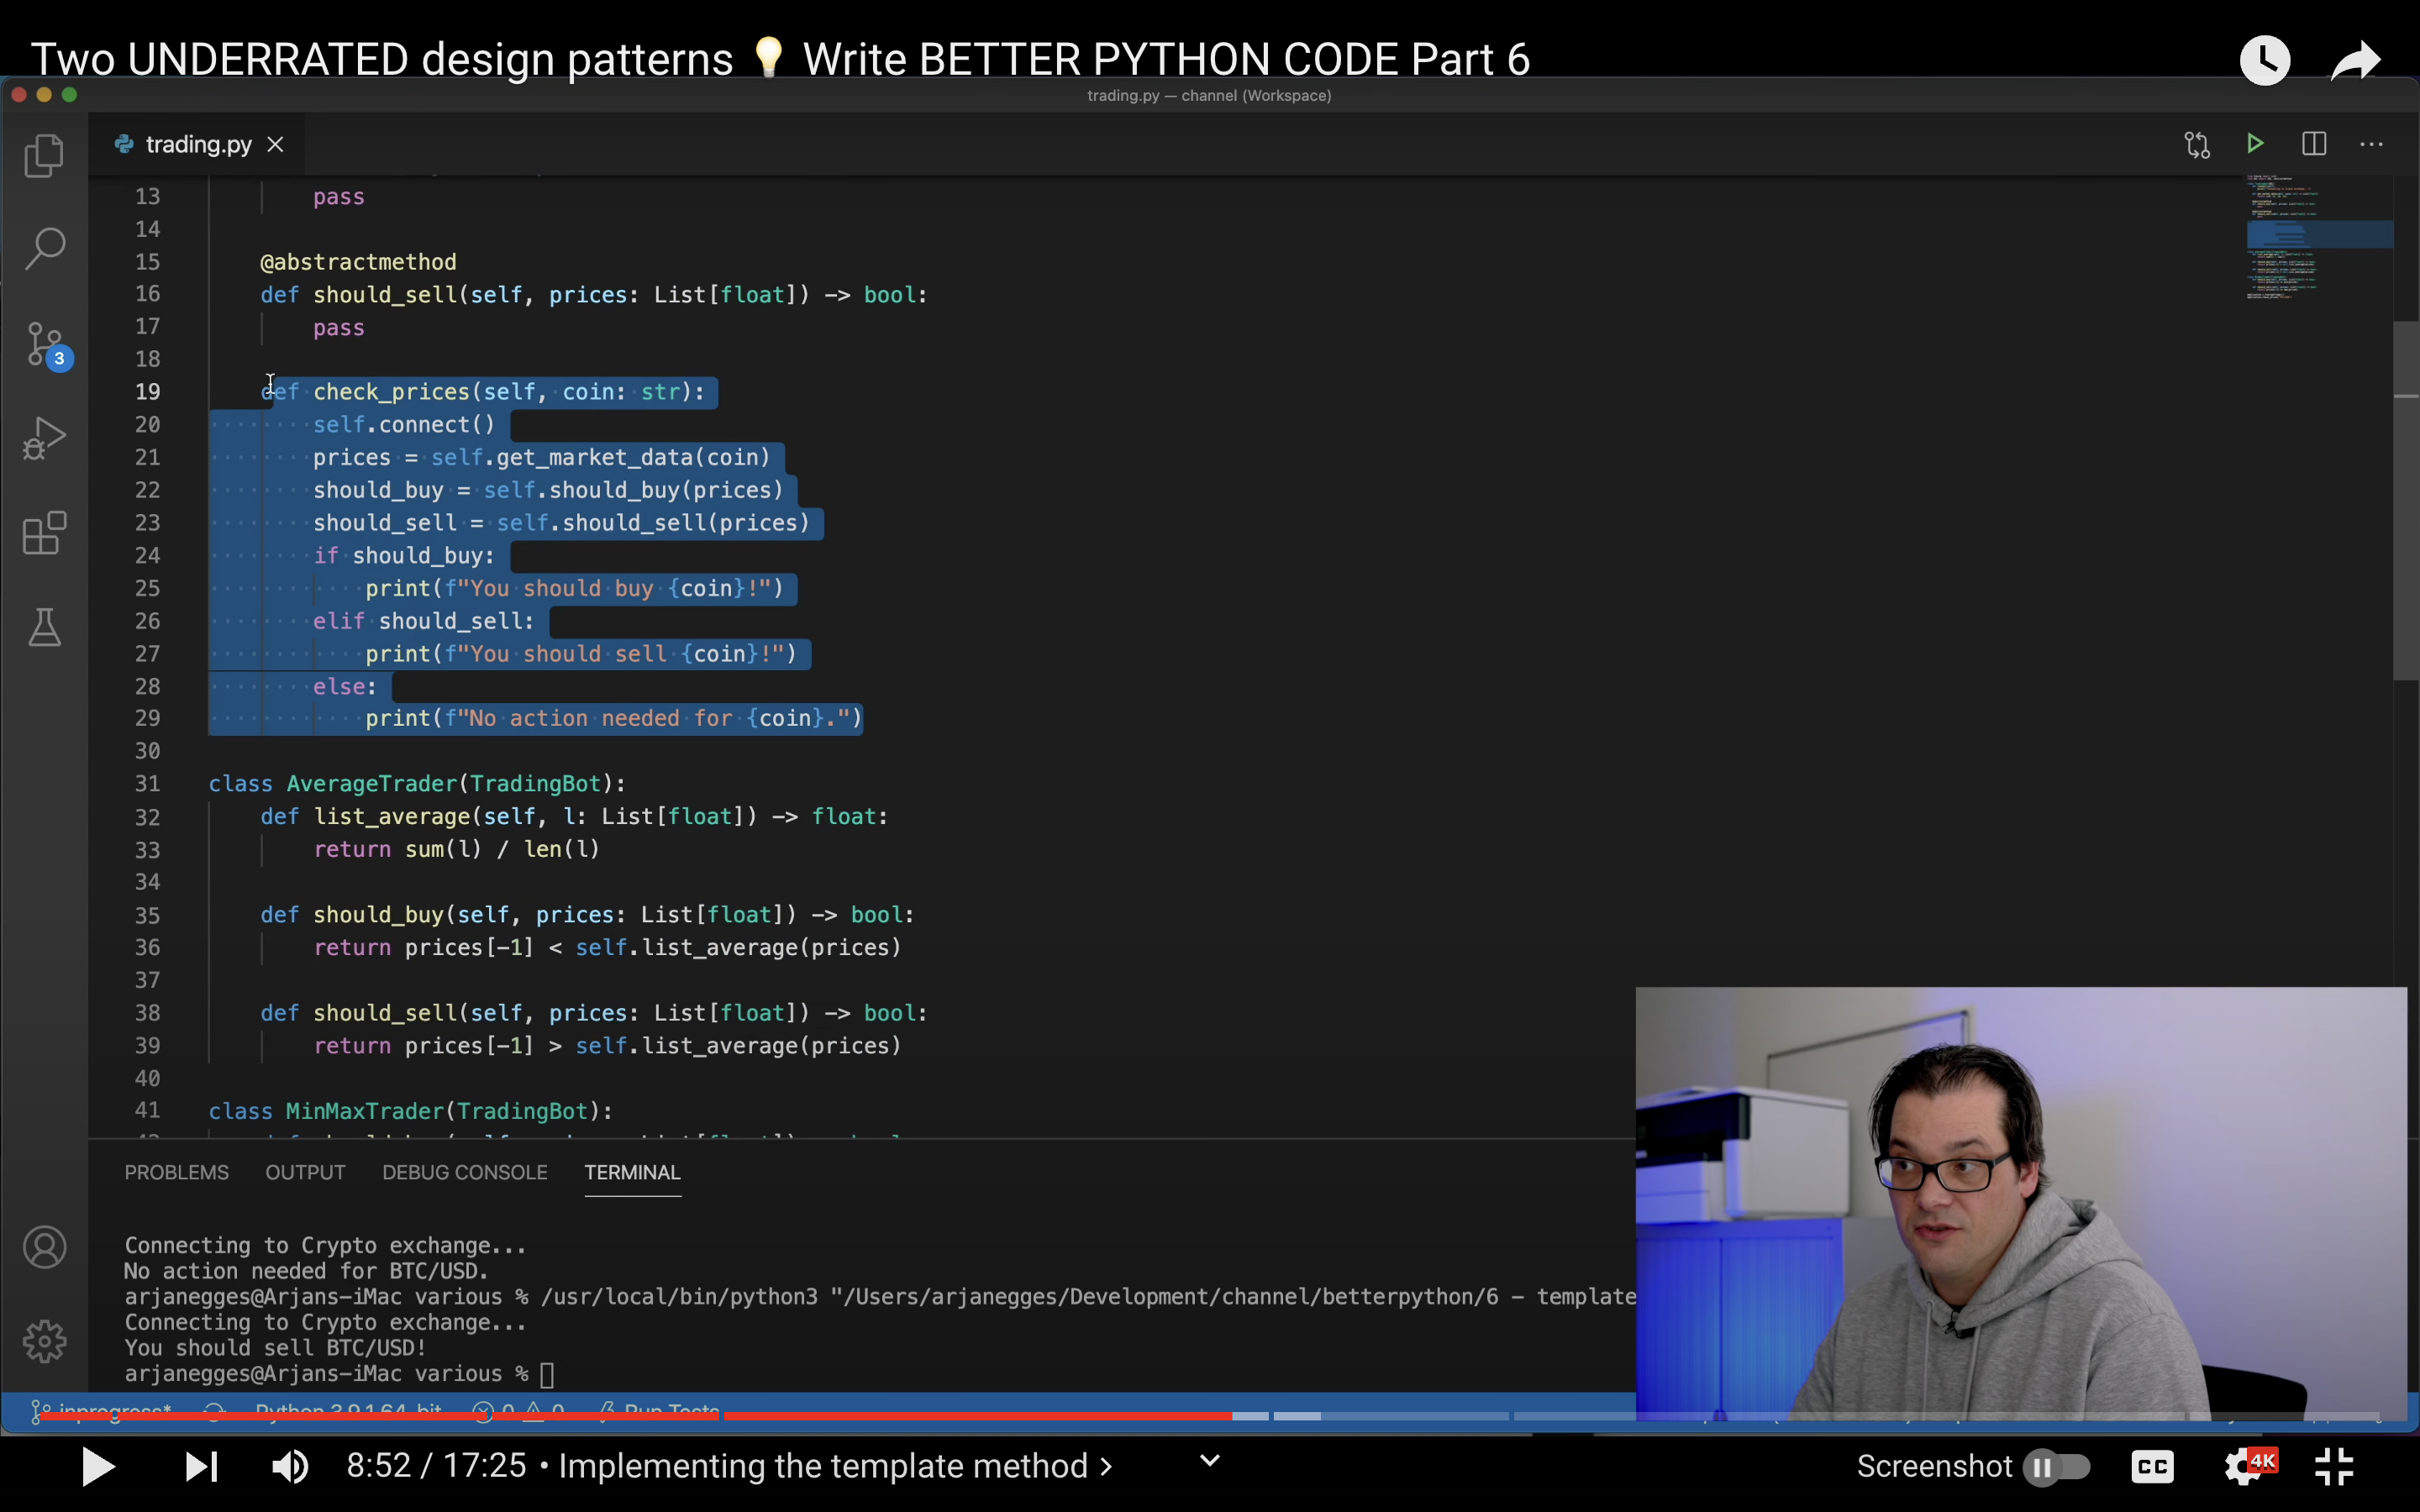 Two UNDERRATED design patterns 💡 Write BETTER PYTHON CODE Part 6
trading.py — channel (Workspace)
trading.py
13 pass
14
15 @abstractmethod
16 def should_sell(self, prices: List[float]) -> bool:
17 pass
18
19 def check_prices(self, coin: str):
20 self.connect()
21 prices = self.get_market_data(coin)
22 should_buy = self.should_buy(prices)
23 should_sell = self.should_sell(prices)
24 if should_buy:
25 print(f"You should buy {coin}!")
26 elif should_sell:
27 print(f"You should sell {coin}!")
28 else:
29 print(f"No action needed for {coin}.")
30
31 class AverageTrader(TradingBot):
32 def list_average(self, l: List[float]) -> float:
33 return sum(l) / len(l)
34
35 def should_buy(self, prices: List[float]) -> bool:
36 return prices[-1] < self.list_average(prices)
37
38 def should_sell(self, prices: List[float]) -> bool:
39 return prices[-1] > self.list_average(prices)
40
41 class MinMaxTrader(TradingBot):
3
PROBLEMS OUTPUT DEBUG CONSOLE TERMINAL
Connecting to Crypto exchange...
No action needed for BTC/USD.
arjanegges@Arjans-iMac various % /usr/local/bin/python3 "/Users/arjanegges/Development/channel/betterpython/6 - template
Connecting to Crypto exchange...
You should sell BTC/USD!
arjanegges@Arjans-iMac various %
inprogress* Python 3.9.1 64-bit 0 0 Run Tests
8:52 / 17:25 • Implementing the template method >
Screenshot CC 4K